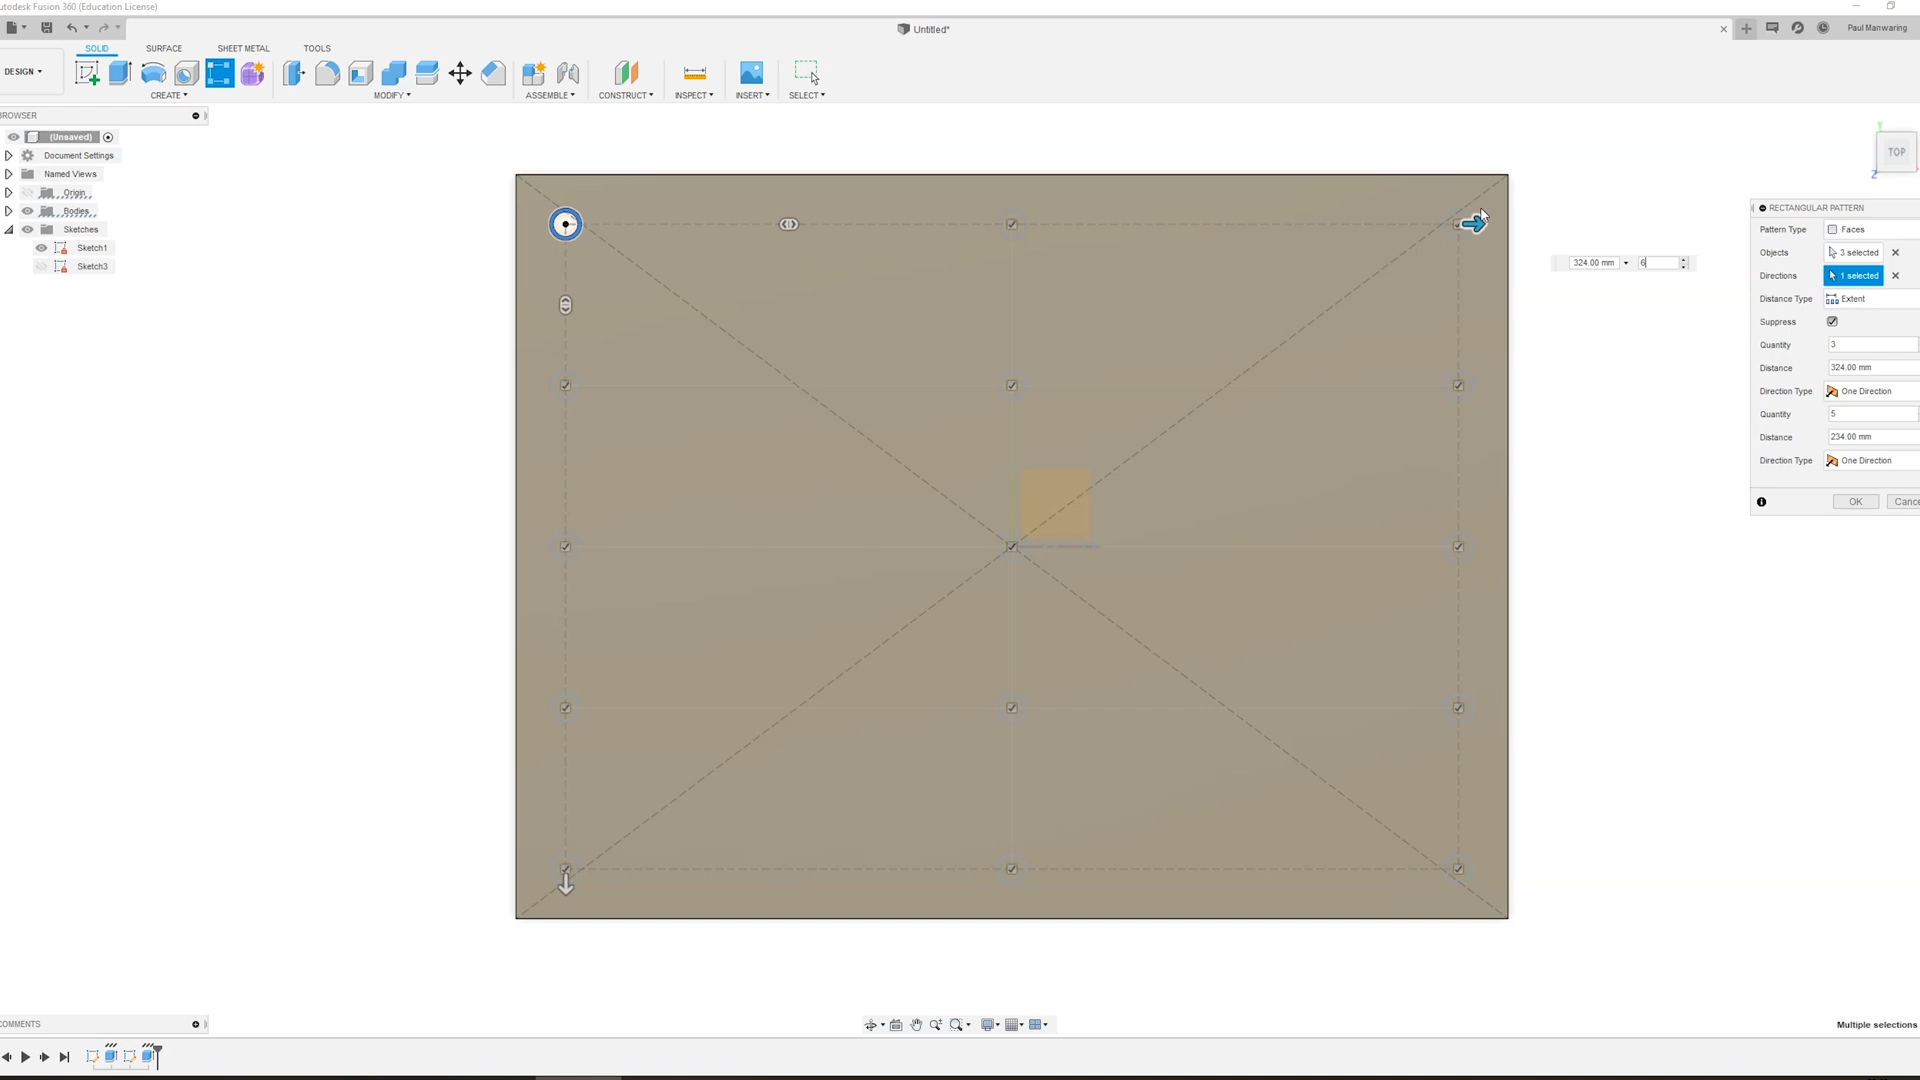 utodesk Fusion 360 (Education License)
Untitled*
Paul Manwaring
SOLID
SURFACE
SHEET METAL
TOOLS
DESIGN
CREATE
MODIFY
ASSEMBLE
CONSTRUCT
INSPECT
INSERT
SELECT
BROWSER
(Unsaved)
Document Settings
Named Views
Origin
Bodies
Sketches
Sketch1
Sketch3
TOP
Y
Z
RECTANGULAR PATTERN
Pattern Type Faces
Objects 3 selected
Directions 1 selected
Distance Type Extent
Suppress
Quantity 3
Distance 324.00 mm
Direction Type One Direction
Quantity 5
Distance 234.00 mm
Direction Type One Direction
OK Cance
324.00 mm 6
COMMENTS
Multiple selections